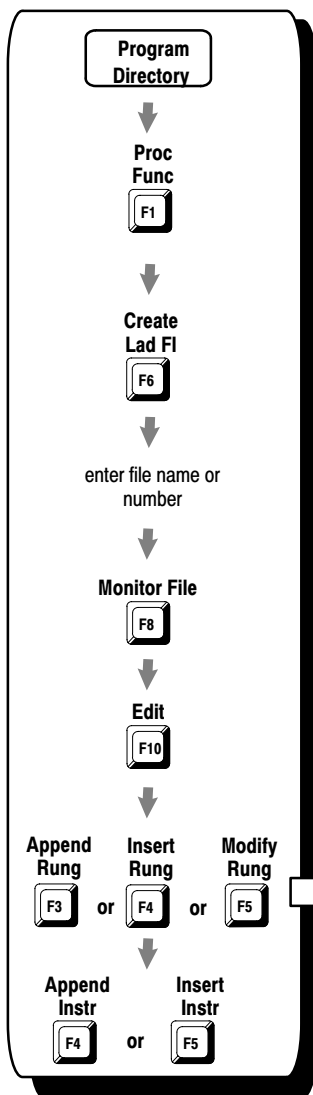 Program
Directory
Proc
Func
F1
Create
Lad Fl
F6
enter file name or
number
Monitor File
F8
Edit
F10
Append Insert Modify
Rung Rung Rung
F3 or F4 or F5
Append Insert
Instr Instr
F4 or F5